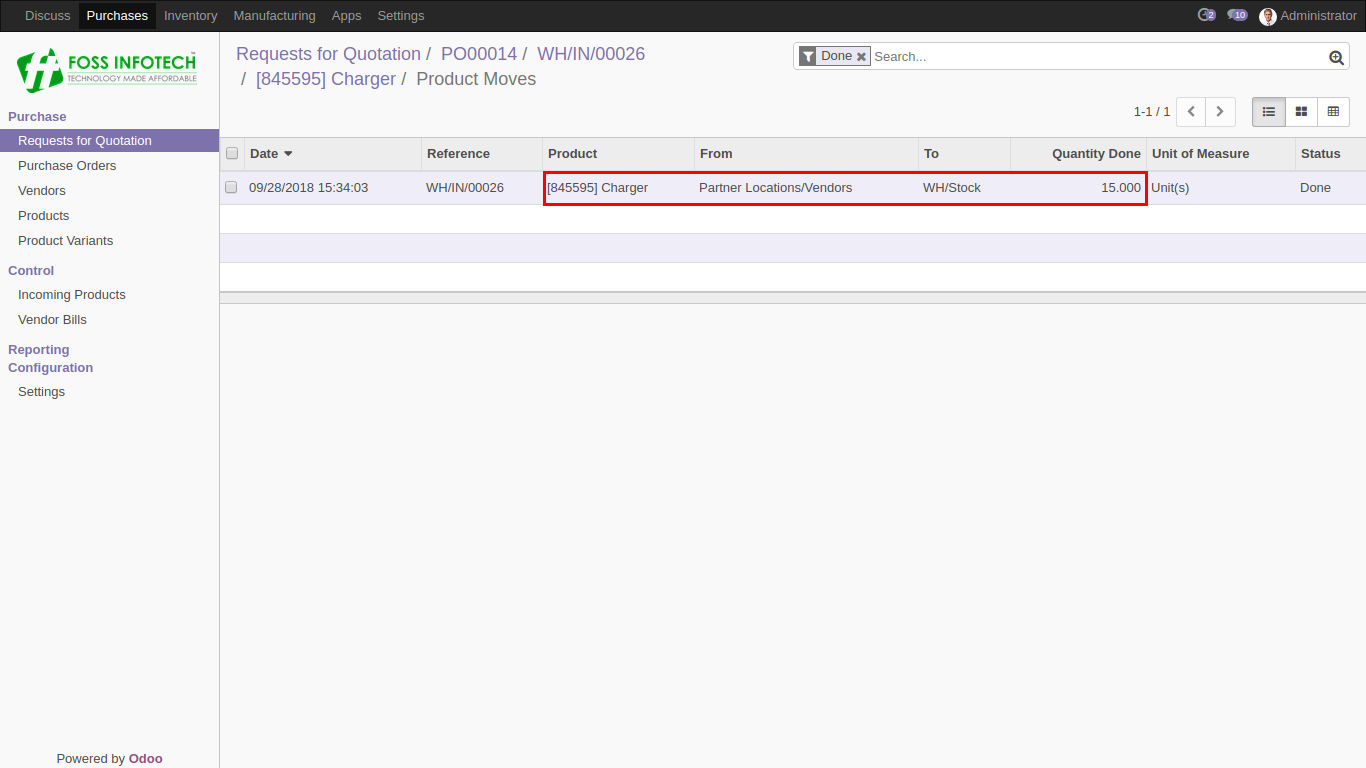 Discuss Purchases Inventory Manufacturing Apps Settings 2 10 Administrator
FOSS INFOTECH
TECHNOLOGY MADE AFFORDABLE
Purchase
Requests for Quotation
Purchase Orders
Vendors
Products
Product Variants
Control
Incoming Products
Vendor Bills
Reporting
Configuration
Settings
Powered by Odoo
Requests for Quotation / PO00014 / WH/IN/00026
/ [845595] Charger / Product Moves
Done Search...
1-1 / 1
Date Reference Product From To Quantity Done Unit of Measure Status
09/28/2018 15:34:03 WH/IN/00026 [845595] Charger Partner Locations/Vendors WH/Stock 15.000 Unit(s) Done